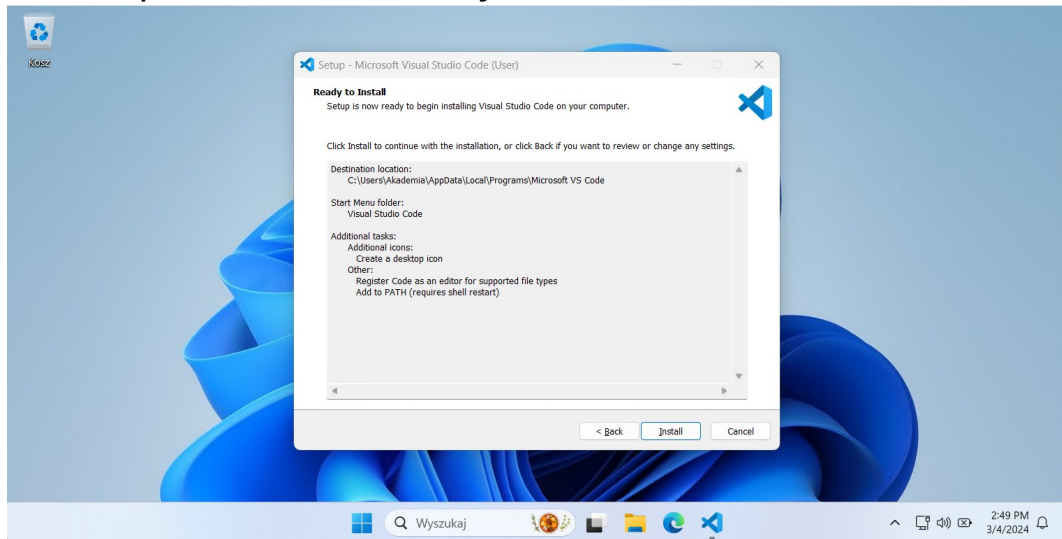 Kosz
Setup - Microsoft Visual Studio Code (User)
Ready to Install
Setup is now ready to begin installing Visual Studio Code on your computer.
Click Install to continue with the installation, or click Back if you want to review or change any settings.
Destination location:
C:\Users\Akademia\AppData\Local\Programs\Microsoft VS Code
Start Menu folder:
Visual Studio Code
Additional tasks:
Additional icons:
Create a desktop icon
Other:
Register Code as an editor for supported file types
Add to PATH (requires shell restart)
< Back
Install
Cancel
Wyszukaj
2:49 PM
3/4/2024